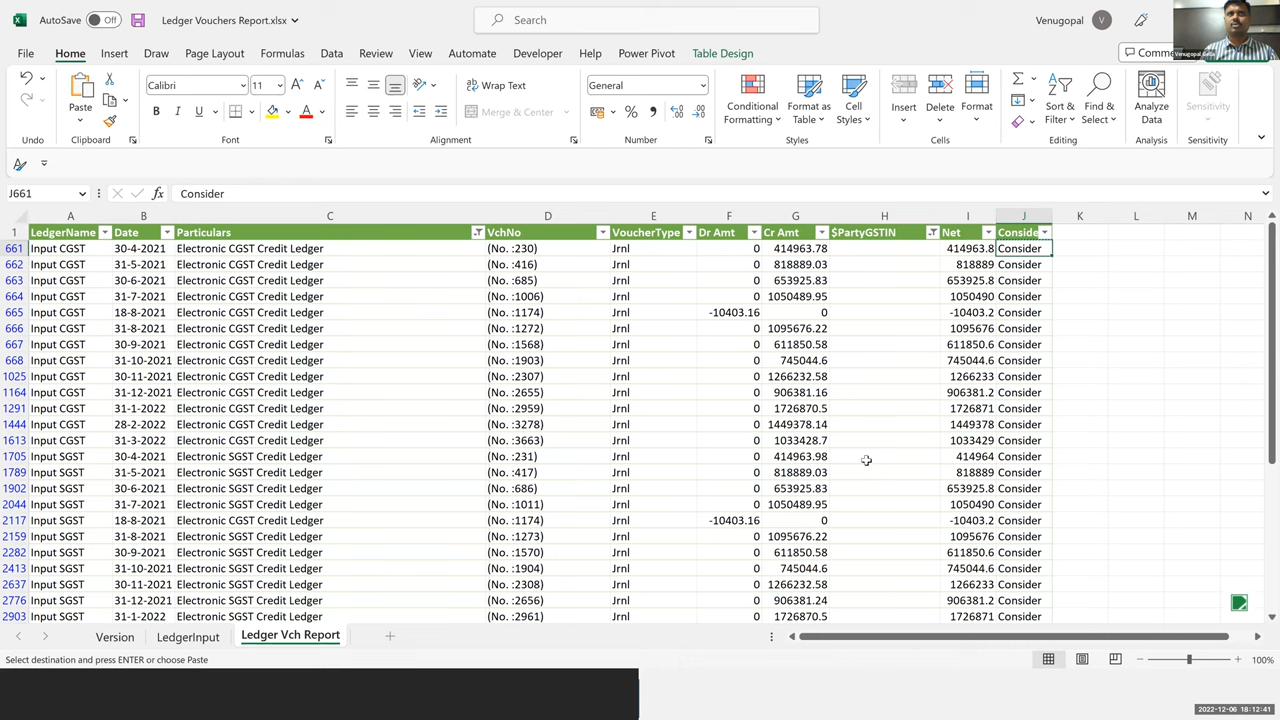 AutoSave Off Ledger Vouchers Report.xlsx Search Venugopal V
Venugopal Gella
File Home Insert Draw Page Layout Formulas Data Review View Automate Developer Help Power Pivot Table Design
Paste Calibri 11 Wrap Text General Conditional Formatting Format as Table Cell Styles Insert Delete Format Sort & Filter Find & Select Analyze Data Sensitivity
B I U Merge & Center
Undo Clipboard Font Alignment Number Styles Cells Editing Analysis Sensitivity
J661 fx Consider
A B C D E F G H I J K L M N
1 LedgerName Date Particulars VchNo VoucherType Dr Amt Cr Amt $PartyGSTIN Net Conside
661 Input CGST 30-4-2021 Electronic CGST Credit Ledger (No. :230) Jrnl 0 414963.78 414963.8 Consider
662 Input CGST 31-5-2021 Electronic CGST Credit Ledger (No. :416) Jrnl 0 818889.03 818889 Consider
663 Input CGST 30-6-2021 Electronic CGST Credit Ledger (No. :685) Jrnl 0 653925.83 653925.8 Consider
664 Input CGST 31-7-2021 Electronic CGST Credit Ledger (No. :1006) Jrnl 0 1050489.95 1050490 Consider
665 Input CGST 18-8-2021 Electronic CGST Credit Ledger (No. :1174) Jrnl -10403.16 0 -10403.2 Consider
666 Input CGST 31-8-2021 Electronic CGST Credit Ledger (No. :1272) Jrnl 0 1095676.22 1095676 Consider
667 Input CGST 30-9-2021 Electronic CGST Credit Ledger (No. :1568) Jrnl 0 611850.58 611850.6 Consider
668 Input CGST 31-10-2021 Electronic CGST Credit Ledger (No. :1903) Jrnl 0 745044.6 745044.6 Consider
1025 Input CGST 30-11-2021 Electronic CGST Credit Ledger (No. :2307) Jrnl 0 1266232.58 1266233 Consider
1164 Input CGST 31-12-2021 Electronic CGST Credit Ledger (No. :2655) Jrnl 0 906381.16 906381.2 Consider
1291 Input CGST 31-1-2022 Electronic CGST Credit Ledger (No. :2959) Jrnl 0 1726870.5 1726871 Consider
1444 Input CGST 28-2-2022 Electronic CGST Credit Ledger (No. :3278) Jrnl 0 1449378.14 1449378 Consider
1613 Input CGST 31-3-2022 Electronic CGST Credit Ledger (No. :3663) Jrnl 0 1033428.7 1033429 Consider
1705 Input SGST 30-4-2021 Electronic SGST Credit Ledger (No. :231) Jrnl 0 414963.98 414964 Consider
1789 Input SGST 31-5-2021 Electronic SGST Credit Ledger (No. :417) Jrnl 0 818889.03 818889 Consider
1902 Input SGST 30-6-2021 Electronic SGST Credit Ledger (No. :686) Jrnl 0 653925.83 653925.8 Consider
2044 Input SGST 31-7-2021 Electronic SGST Credit Ledger (No. :1011) Jrnl 0 1050489.95 1050490 Consider
2117 Input SGST 18-8-2021 Electronic CGST Credit Ledger (No. :1174) Jrnl -10403.16 0 -10403.2 Consider
2159 Input SGST 31-8-2021 Electronic SGST Credit Ledger (No. :1273) Jrnl 0 1095676.22 1095676 Consider
2282 Input SGST 30-9-2021 Electronic SGST Credit Ledger (No. :1570) Jrnl 0 611850.58 611850.6 Consider
2413 Input SGST 31-10-2021 Electronic SGST Credit Ledger (No. :1904) Jrnl 0 745044.6 745044.6 Consider
2637 Input SGST 30-11-2021 Electronic SGST Credit Ledger (No. :2308) Jrnl 0 1266232.58 1266233 Consider
2776 Input SGST 31-12-2021 Electronic SGST Credit Ledger (No. :2656) Jrnl 0 906381.24 906381.2 Consider
2903 Input SGST 31-1-2022 Electronic SGST Credit Ledger (No. :2961) Jrnl 0 1726870.5 1726871 Consider
Version LedgerInput Ledger Vch Report
Select destination and press ENTER or choose Paste 100%
2022-12-06 18:12:41